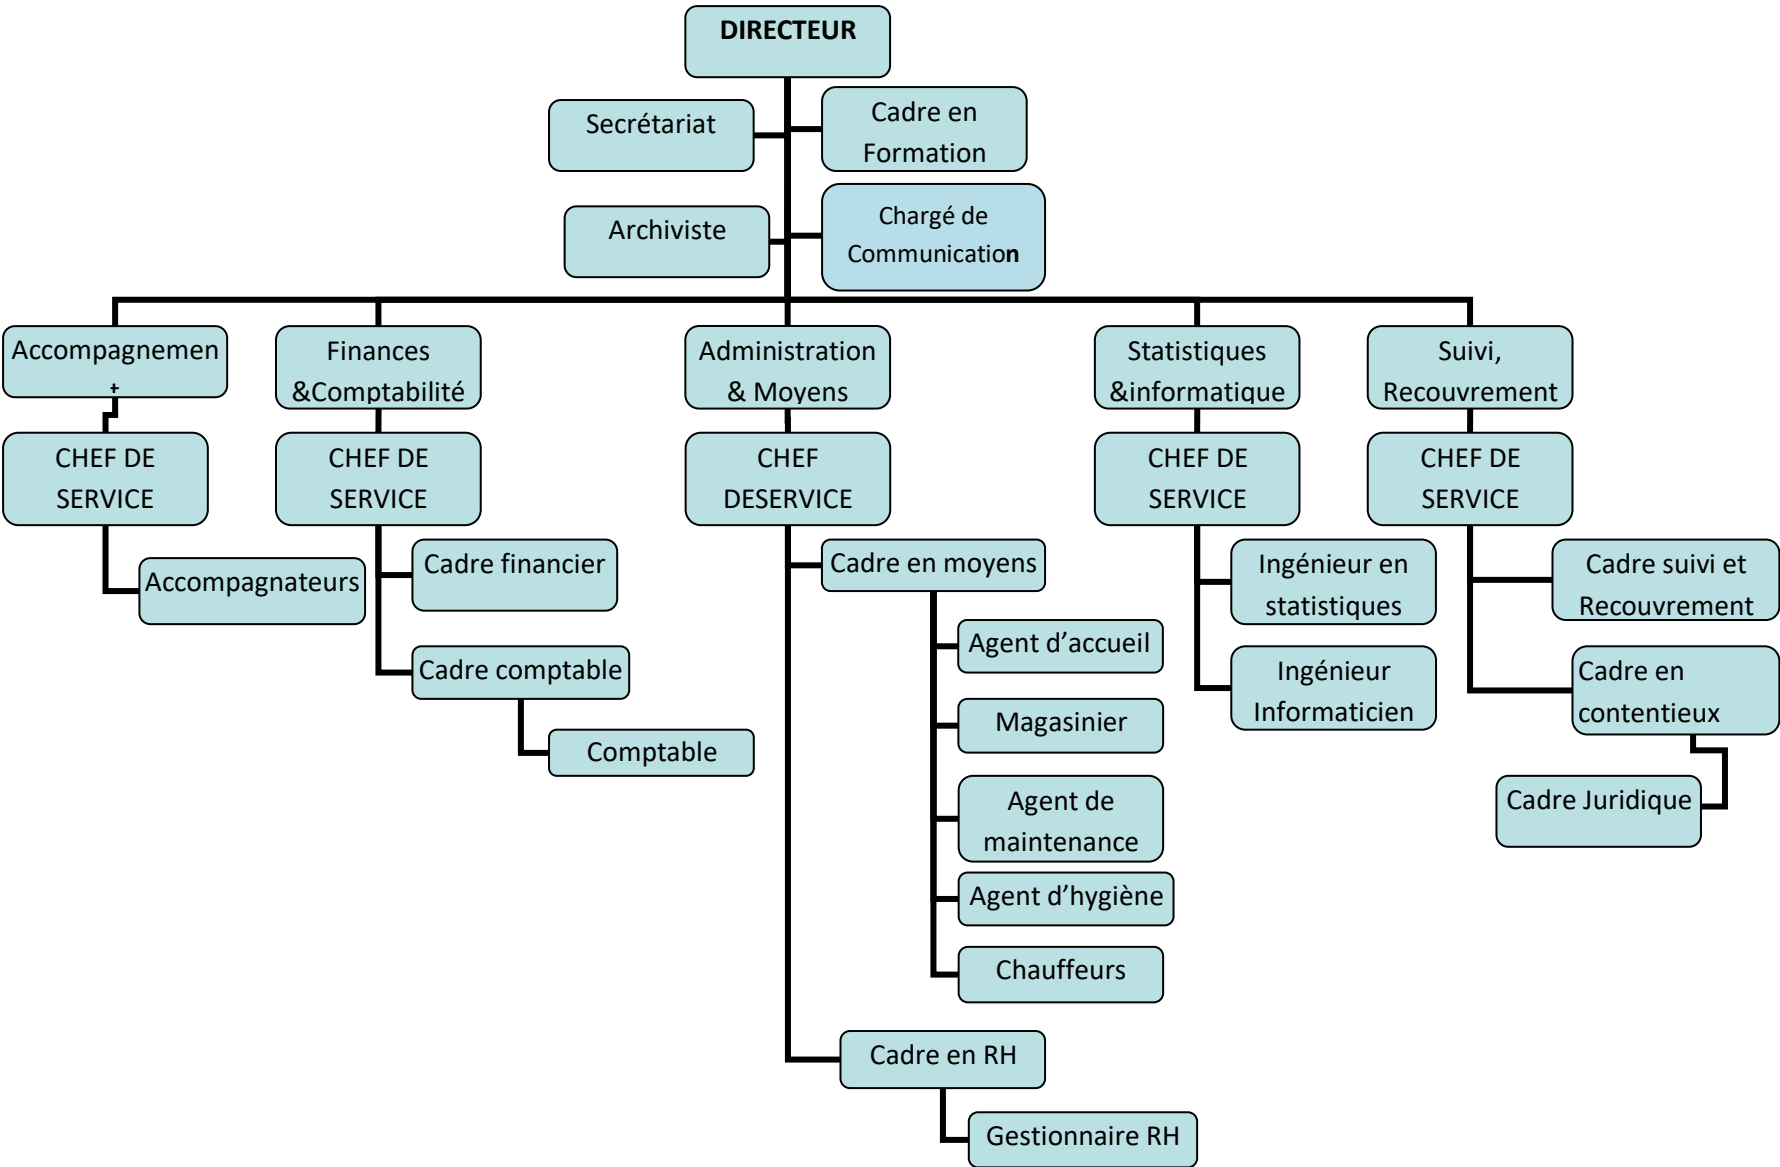 DIRECTEUR
Secrétariat
Cadre en
Formation
Archiviste
Chargé de
Communication
Accompagnemen
t
Finances
&Comptabilité
Administration
& Moyens
Statistiques
&informatique
Suivi,
Recouvrement
CHEF DE
SERVICE
CHEF DE
SERVICE
CHEF
DESERVICE
CHEF DE
SERVICE
CHEF DE
SERVICE
Accompagnateurs
Cadre financier
Cadre comptable
Comptable
Cadre en moyens
Agent d’accueil
Magasinier
Agent de
maintenance
Agent d’hygiène
Chauffeurs
Cadre en RH
Gestionnaire RH
Ingénieur en
statistiques
Ingénieur
Informaticien
Cadre suivi et
Recouvrement
Cadre en
contentieux
Cadre Juridique